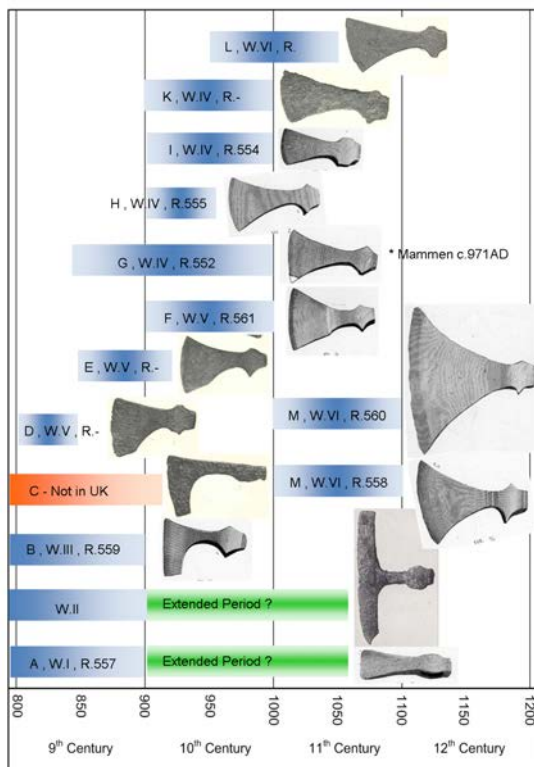 L , W.VI , R.
K , W.IV , R.-
I , W.IV , R.554
H , W.IV , R.555
G , W.IV , R.552
* Mammen c.971AD
F , W.V , R.561
E , W.V , R.-
M , W.VI , R.560
D , W.V , R.-
C - Not in UK
M , W.VI , R.558
B , W.III , R.559
W.II
Extended Period ?
A , W.I , R.557
Extended Period ?
800
850
900
950
1000
1050
1100
1150
1200
9th Century
10th Century
11th Century
12th Century